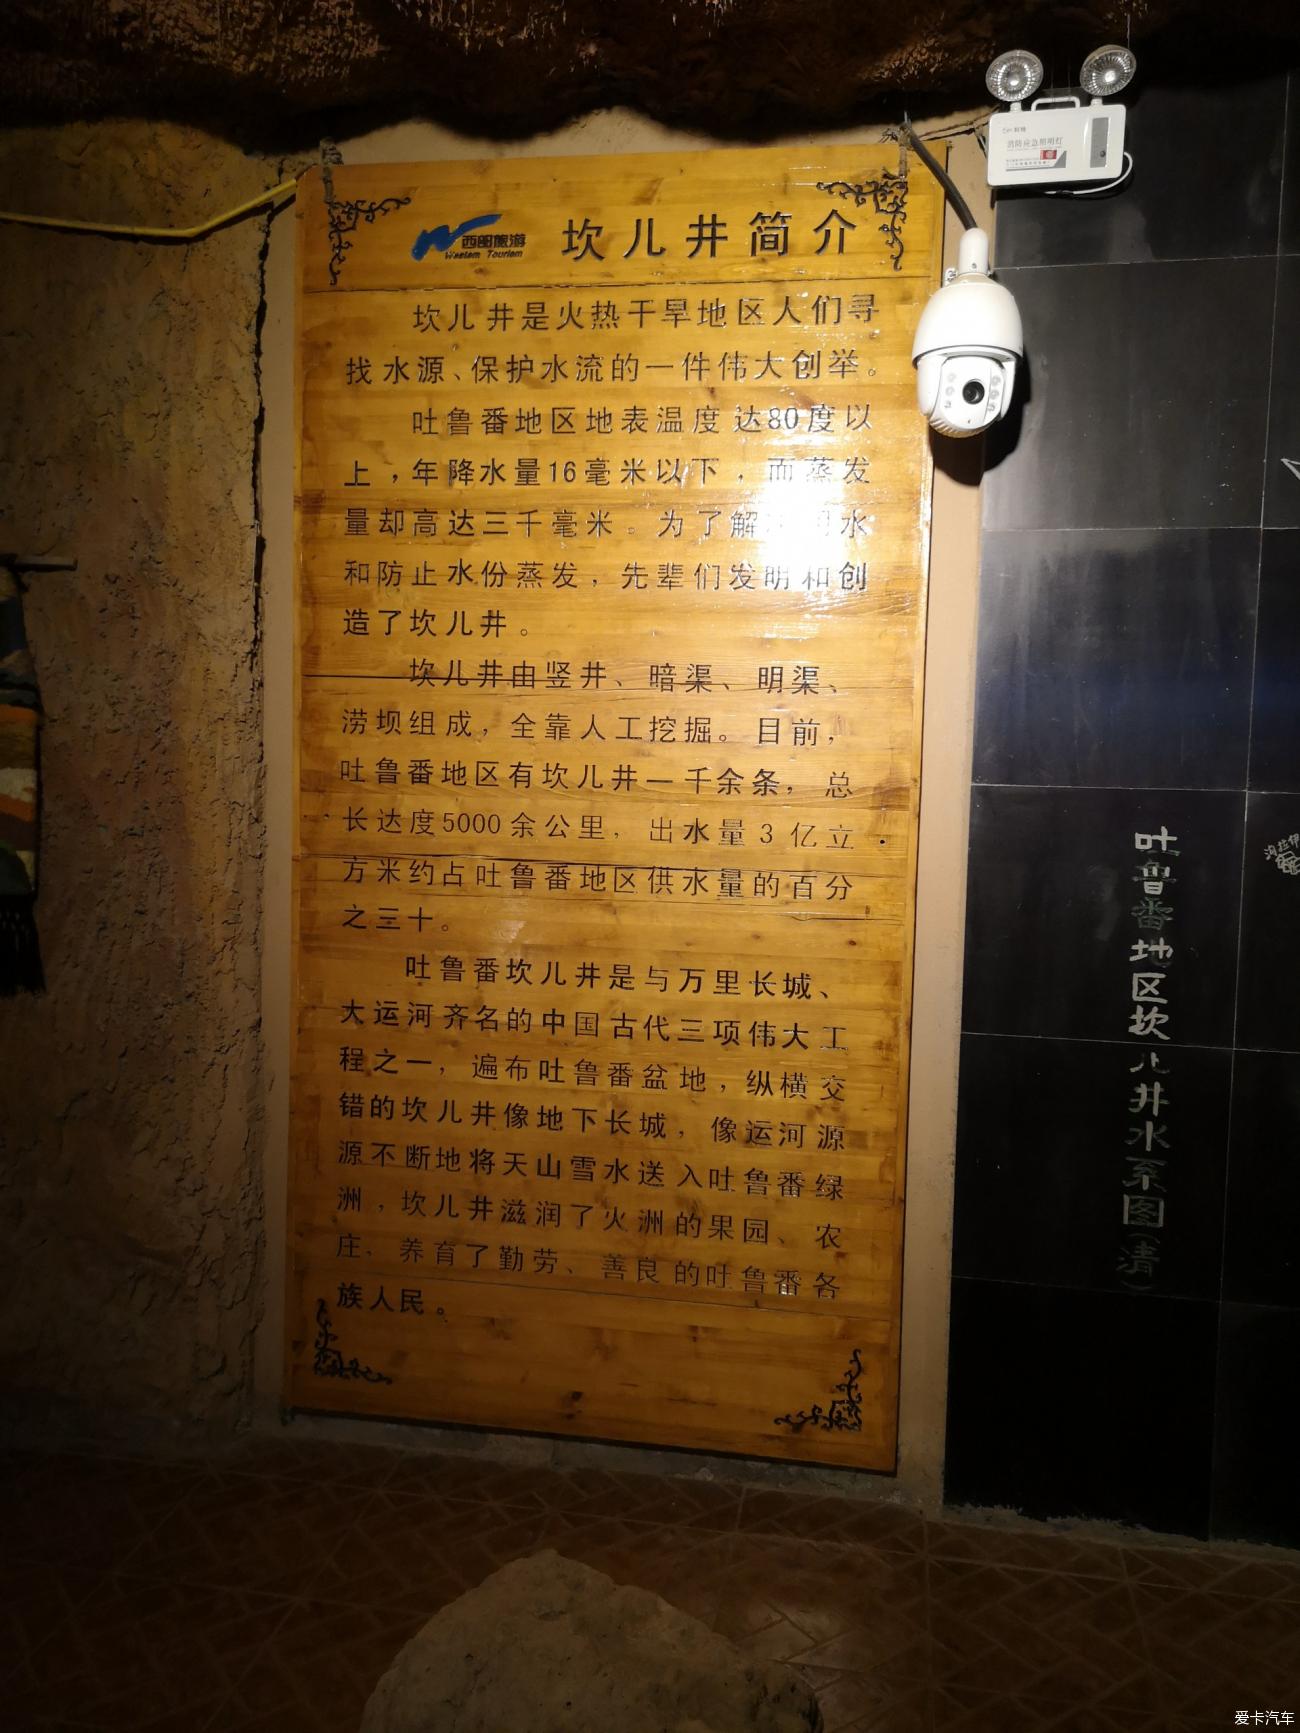 西部旅游
Western Tourism
坎儿井简介
坎儿井是火热干旱地区人们寻
找水源、保护水流的一件伟大创举。
吐鲁番地区地表温度达80度以
上，年降水量16毫米以下，而蒸发
量却高达三千毫米。为了解 水
和防止水份蒸发，先辈们发明和创
造了坎儿井。
坎儿井由竖井、暗渠、明渠、
涝坝组成，全靠人工挖掘。目前，
吐鲁番地区有坎儿井一千余条，总
长达度5000余公里，出水量3亿立
方米约占吐鲁番地区供水量的百分
之三十。
吐鲁番坎儿井是与万里长城、
大运河齐名的中国古代三项伟大工
程之一，遍布吐鲁番盆地，纵横交
错的坎儿井像地下长城，像运河源
源不断地将天山雪水送入吐鲁番绿
洲，坎儿井滋润了火洲的果园、农
庄，养育了勤劳、善良的吐鲁番各
族人民。
消防应急照明灯
吐鲁番地区坎儿井水系图（清）
爱卡汽车